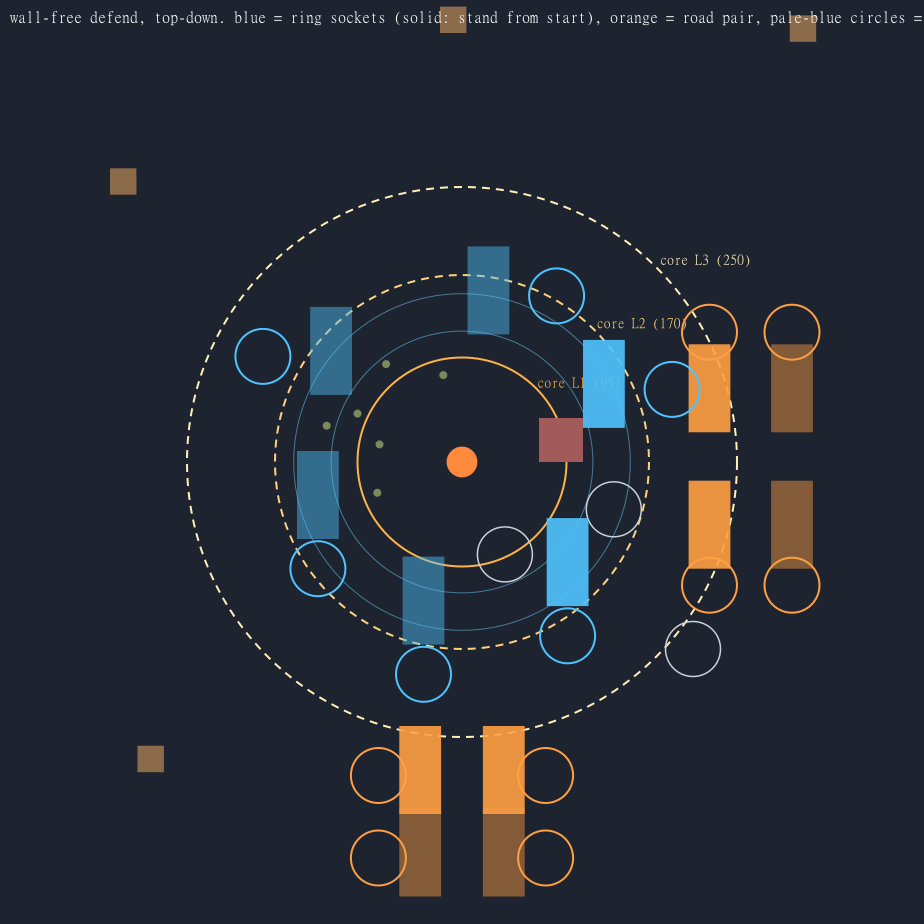 wall-free defend, top-down. blue = ring sockets (solid: stand from start), orange = road pair, pale-blue circles =
core L3 (250)
core L2 (170)
core L1 (95)